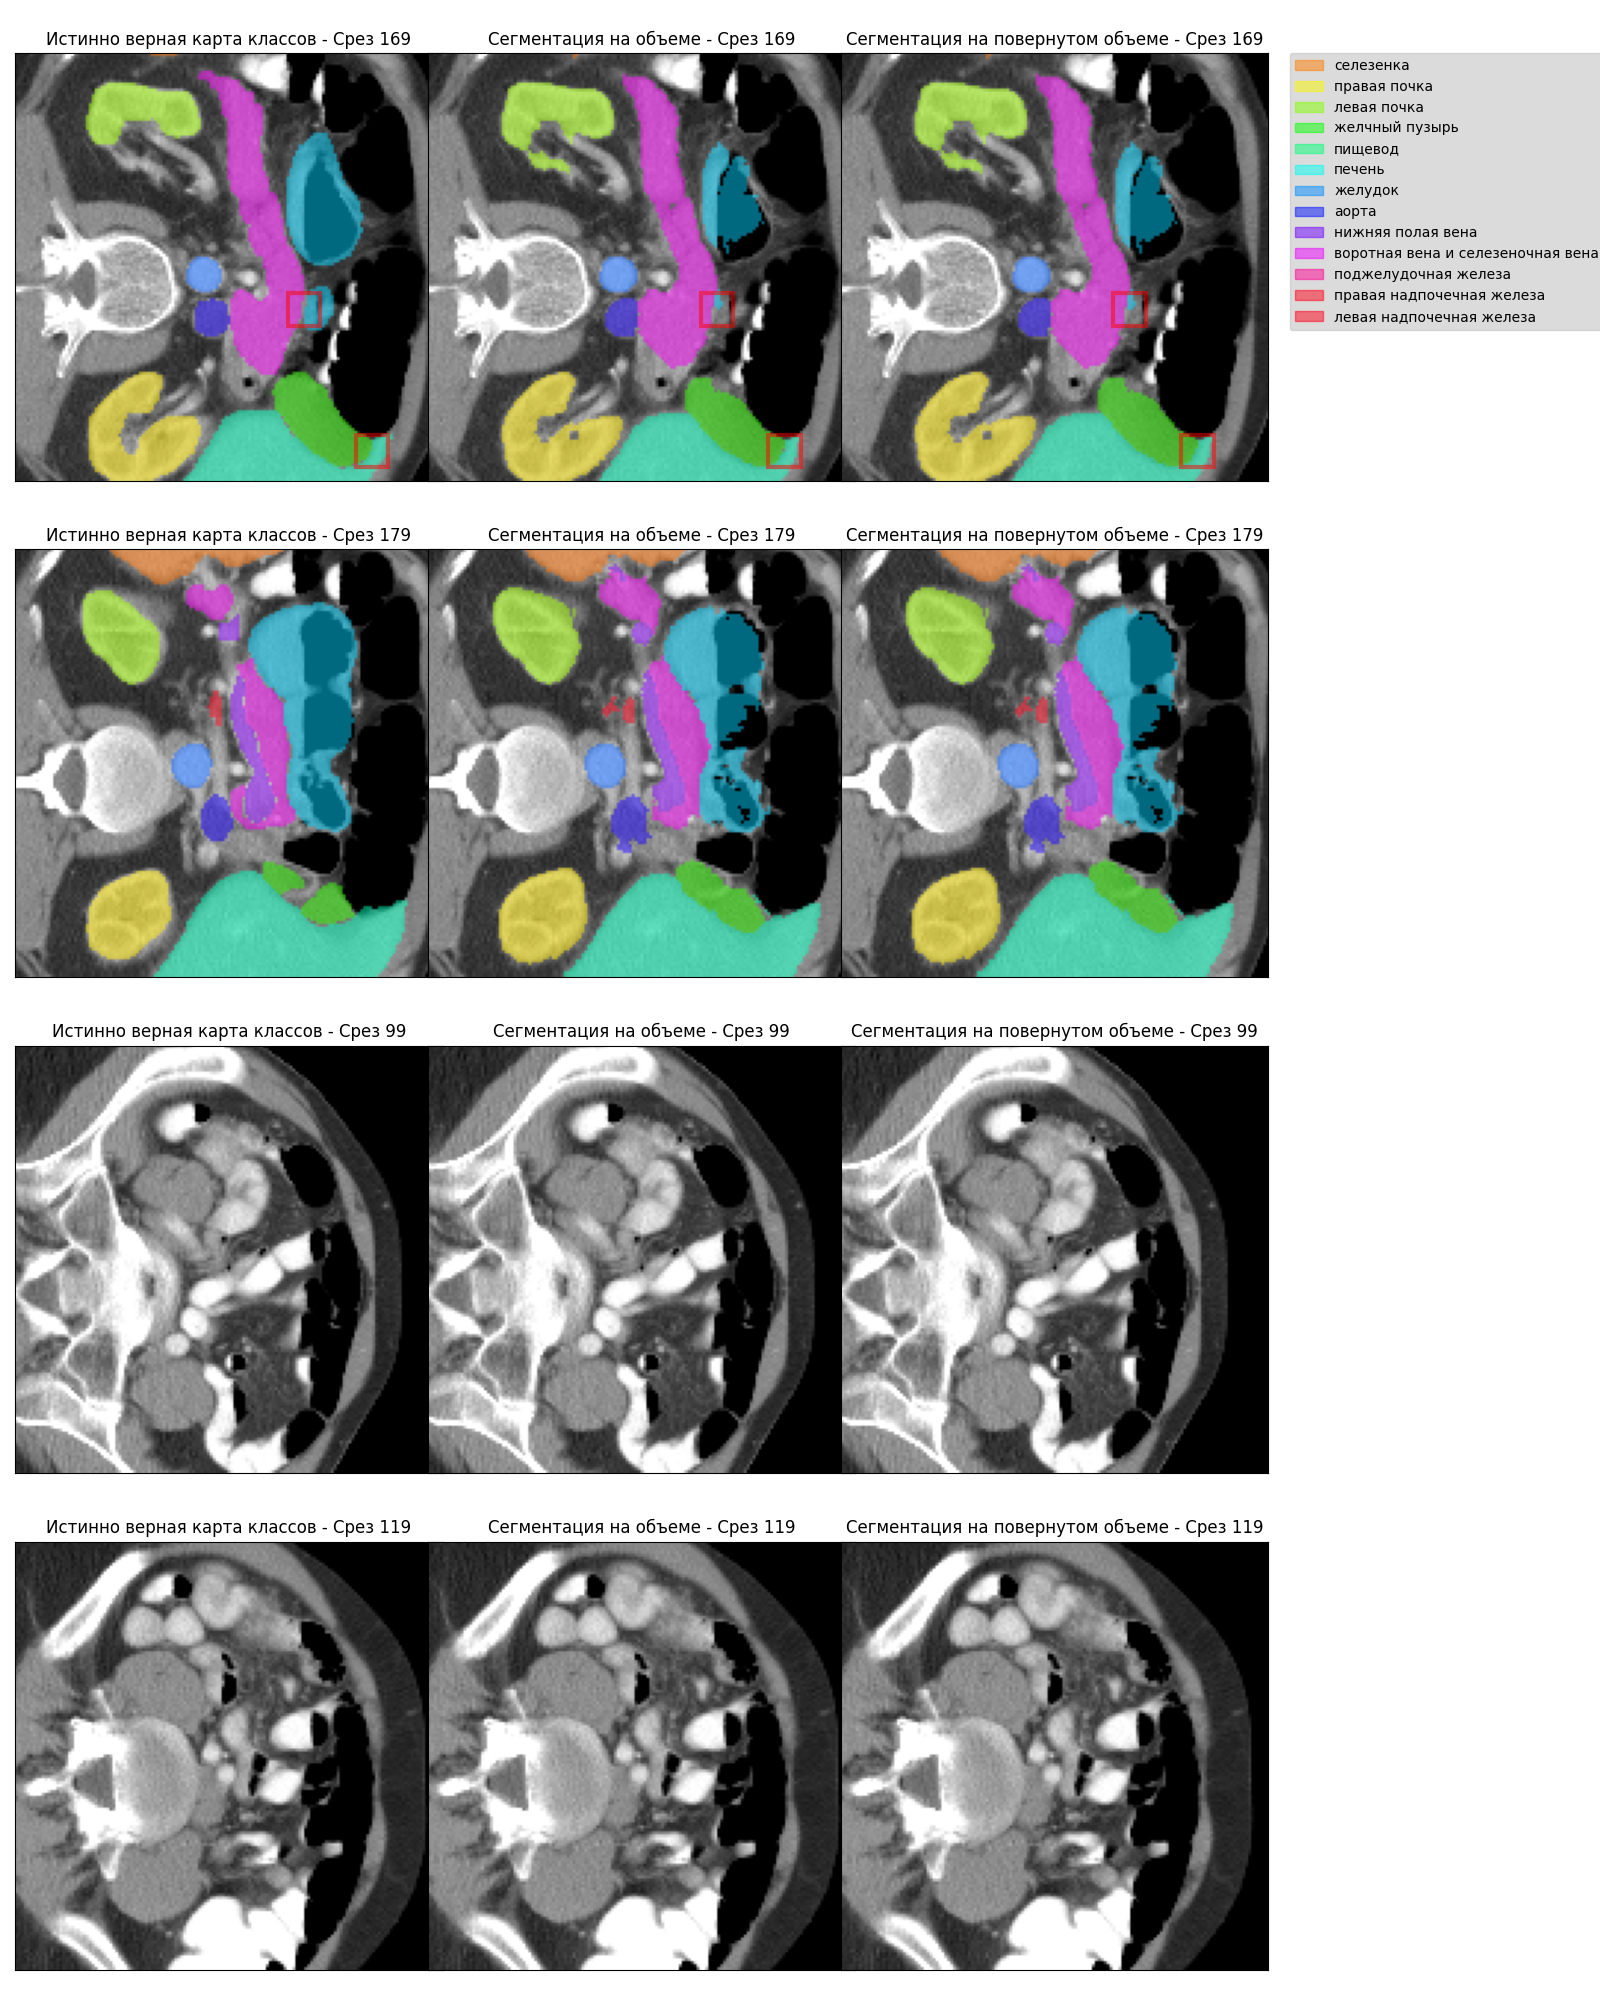 Истинно верная карта классов - Срез 169
Сегментация на объеме - Срез 169
Сегментация на повернутом объеме - Срез 169
селезенка
правая почка
левая почка
желчный пузырь
пищевод
печень
желудок
аорта
нижняя полая вена
воротная вена и селезеночная вена
поджелудочная железа
правая надпочечная железа
левая надпочечная железа
Истинно верная карта классов - Срез 179
Сегментация на объеме - Срез 179
Сегментация на повернутом объеме - Срез 179
Истинно верная карта классов - Срез 99
Сегментация на объеме - Срез 99
Сегментация на повернутом объеме - Срез 99
Истинно верная карта классов - Срез 119
Сегментация на объеме - Срез 119
Сегментация на повернутом объеме - Срез 119